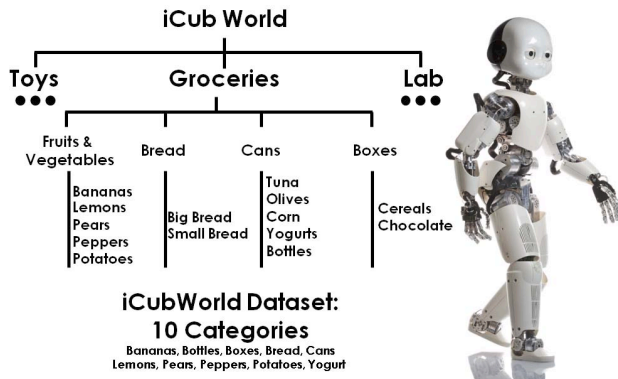 iCub World
Toys
Groceries
Lab
Fruits &
Vegetables
Bread
Cans
Boxes
Bananas
Lemons
Pears
Peppers
Potatoes
Big Bread
Small Bread
Tuna
Olives
Corn
Yogurts
Bottles
Cereals
Chocolate
iCubWorld Dataset:
10 Categories
Bananas, Bottles, Boxes, Bread, Cans
Lemons, Pears, Peppers, Potatoes, Yogurt